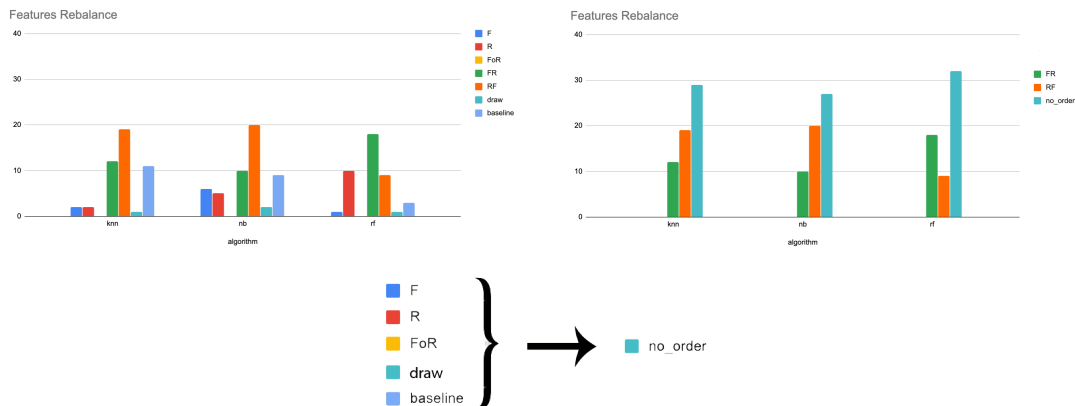 Features Rebalance
40
30
20
10
0
knn
nb
rf
algorithm
F
R
FoR
FR
RF
draw
baseline
Features Rebalance
40
30
20
10
0
knn
nb
rf
algorithm
FR
RF
no_order
F
R
FoR
draw
baseline
no_order